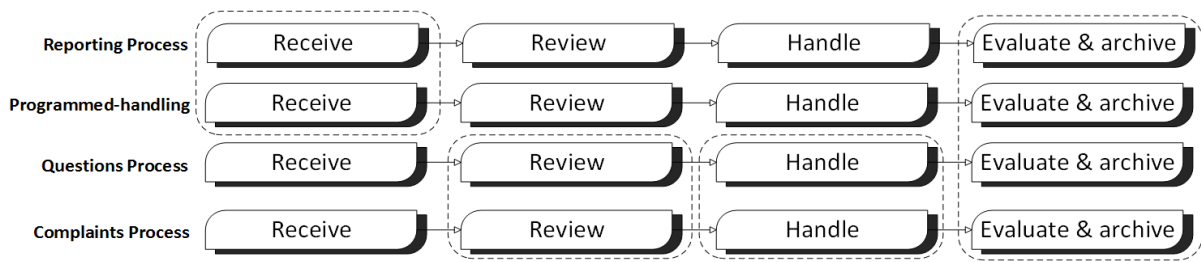 Reporting Process Receive Review Handle Evaluate & archive
Programmed-handling Receive Review Handle Evaluate & archive
Questions Process Receive Review Handle Evaluate & archive
Complaints Process Receive Review Handle Evaluate & archive